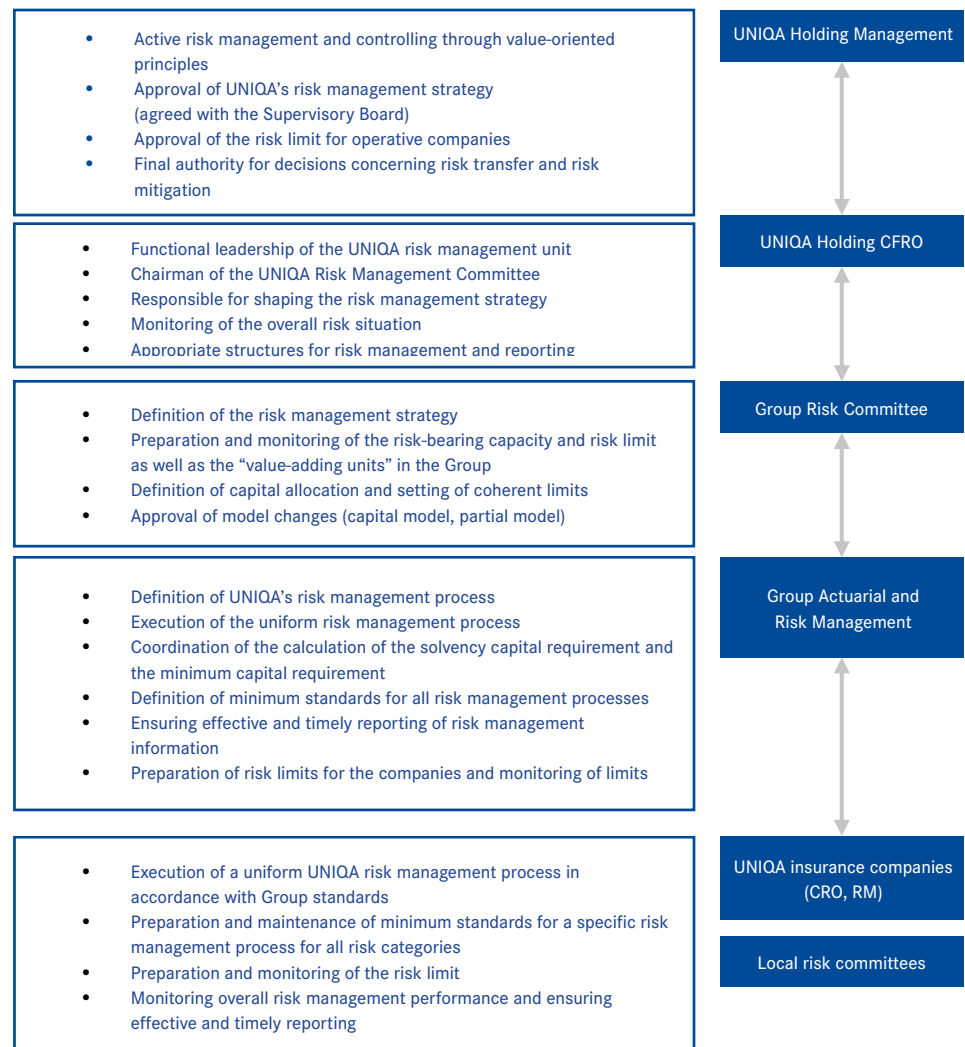 • Active risk management and controlling through value-oriented
principles
• Approval of UNIQA’s risk management strategy
(agreed with the Supervisory Board)
• Approval of the risk limit for operative companies
• Final authority for decisions concerning risk transfer and risk
mitigation
UNIQA Holding Management
• Functional leadership of the UNIQA risk management unit
• Chairman of the UNIQA Risk Management Committee
• Responsible for shaping the risk management strategy
• Monitoring of the overall risk situation
• Appropriate structures for risk management and reporting
UNIQA Holding CFRO
• Definition of the risk management strategy
• Preparation and monitoring of the risk-bearing capacity and risk limit
as well as the “value-adding units” in the Group
• Definition of capital allocation and setting of coherent limits
• Approval of model changes (capital model, partial model)
Group Risk Committee
• Definition of UNIQA’s risk management process
• Execution of the uniform risk management process
• Coordination of the calculation of the solvency capital requirement and
the minimum capital requirement
• Definition of minimum standards for all risk management processes
• Ensuring effective and timely reporting of risk management
information
• Preparation of risk limits for the companies and monitoring of limits
Group Actuarial and
Risk Management
• Execution of a uniform UNIQA risk management process in
accordance with Group standards
• Preparation and maintenance of minimum standards for a specific risk
management process for all risk categories
• Preparation and monitoring of the risk limit
• Monitoring overall risk management performance and ensuring
effective and timely reporting
UNIQA insurance companies
(CRO, RM)
Local risk committees